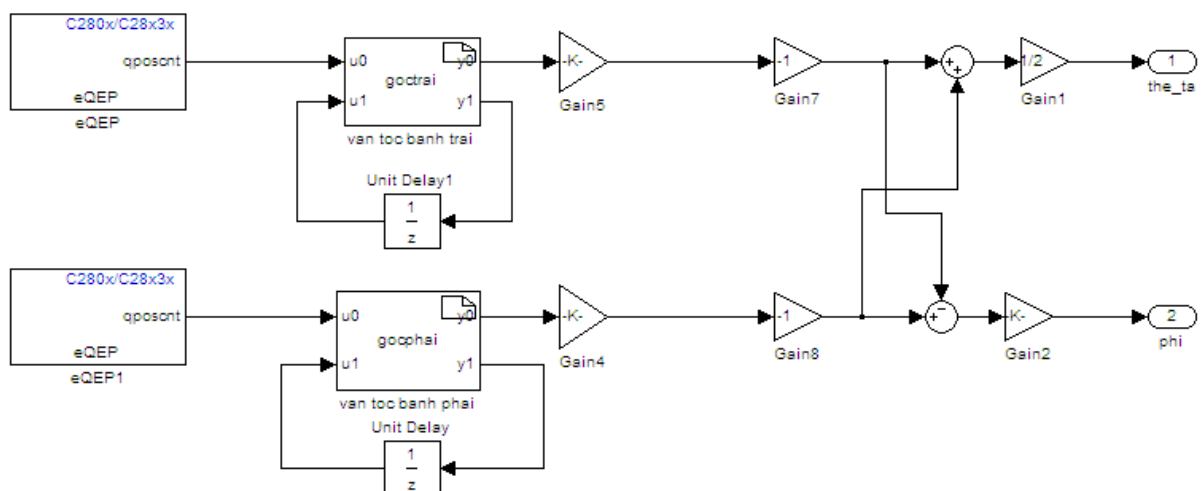 C280x/C28x3x
qposcnt
eQEP
eQEP
u0
y0
goctrai
u1
y1
van toc banh trai
-K-
Gain5
-1
Gain7
+
+
1/2
Gain1
1
the_ta
Unit Delay1
1
z
C280x/C28x3x
qposcnt
eQEP
eQEP1
u0
y0
gocphai
u1
y1
van toc banh phai
-K-
Gain4
-1
Gain8
+
−
-K-
Gain2
2
phi
Unit Delay
1
z